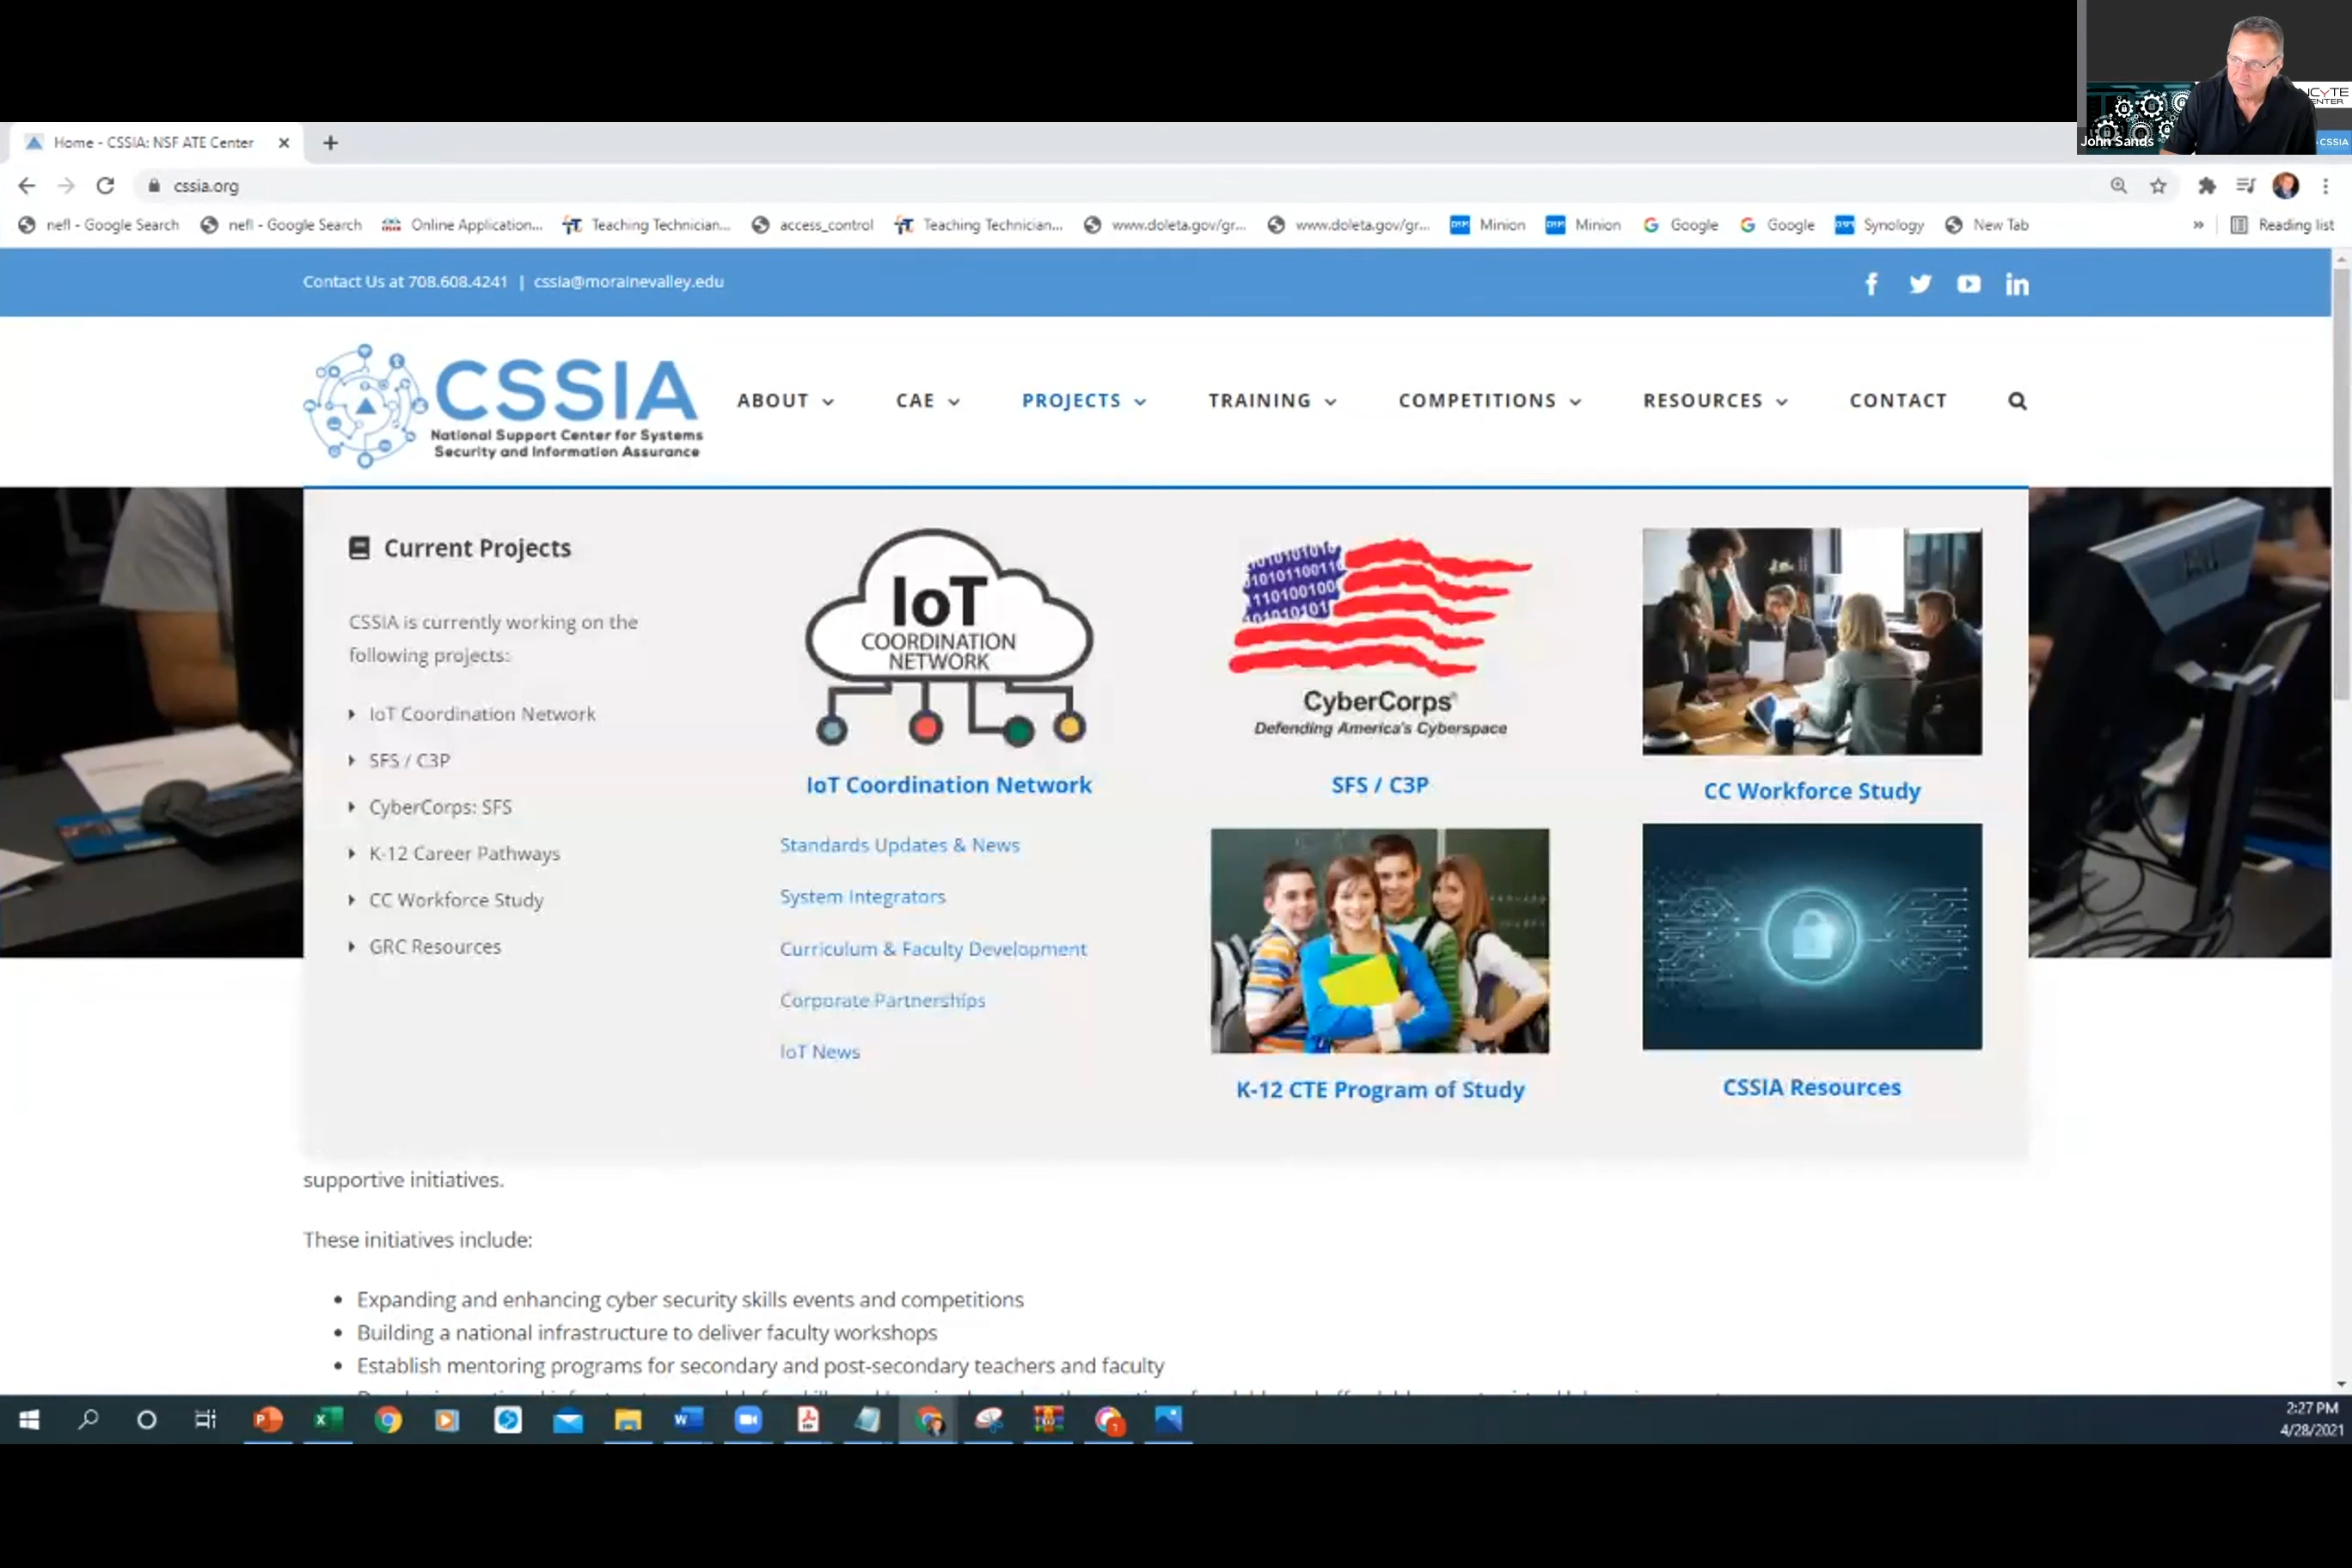 NCYTE
CENTER
CSSIA
John Sands
Home - CSSIA: NSF ATE Center
cssia.org
nefl - Google Search
nefl - Google Search
Online Application...
Teaching Technician...
access_control
Teaching Technician...
www.doleta.gov/gr...
www.doleta.gov/gr...
Minion
Minion
Google
Google
Synology
New Tab
»
Reading list
Contact Us at 708.608.4241 | cssia@morainevalley.edu
CSSIA
National Support Center for Systems
Security and Information Assurance
ABOUT
CAE
PROJECTS
TRAINING
COMPETITIONS
RESOURCES
CONTACT
Current Projects
CSSIA is currently working on the
following projects:
IoT Coordination Network
SFS / C3P
CyberCorps: SFS
K-12 Career Pathways
CC Workforce Study
GRC Resources
IoT
COORDINATION
NETWORK
IoT Coordination Network
Standards Updates & News
System Integrators
Curriculum & Faculty Development
Corporate Partnerships
IoT News
CyberCorps®
Defending America's Cyberspace
SFS / C3P
K-12 CTE Program of Study
CC Workforce Study
CSSIA Resources
supportive initiatives.
These initiatives include:
• Expanding and enhancing cyber security skills events and competitions
• Building a national infrastructure to deliver faculty workshops
• Establish mentoring programs for secondary and post-secondary teachers and faculty
2:27 PM
4/28/2021